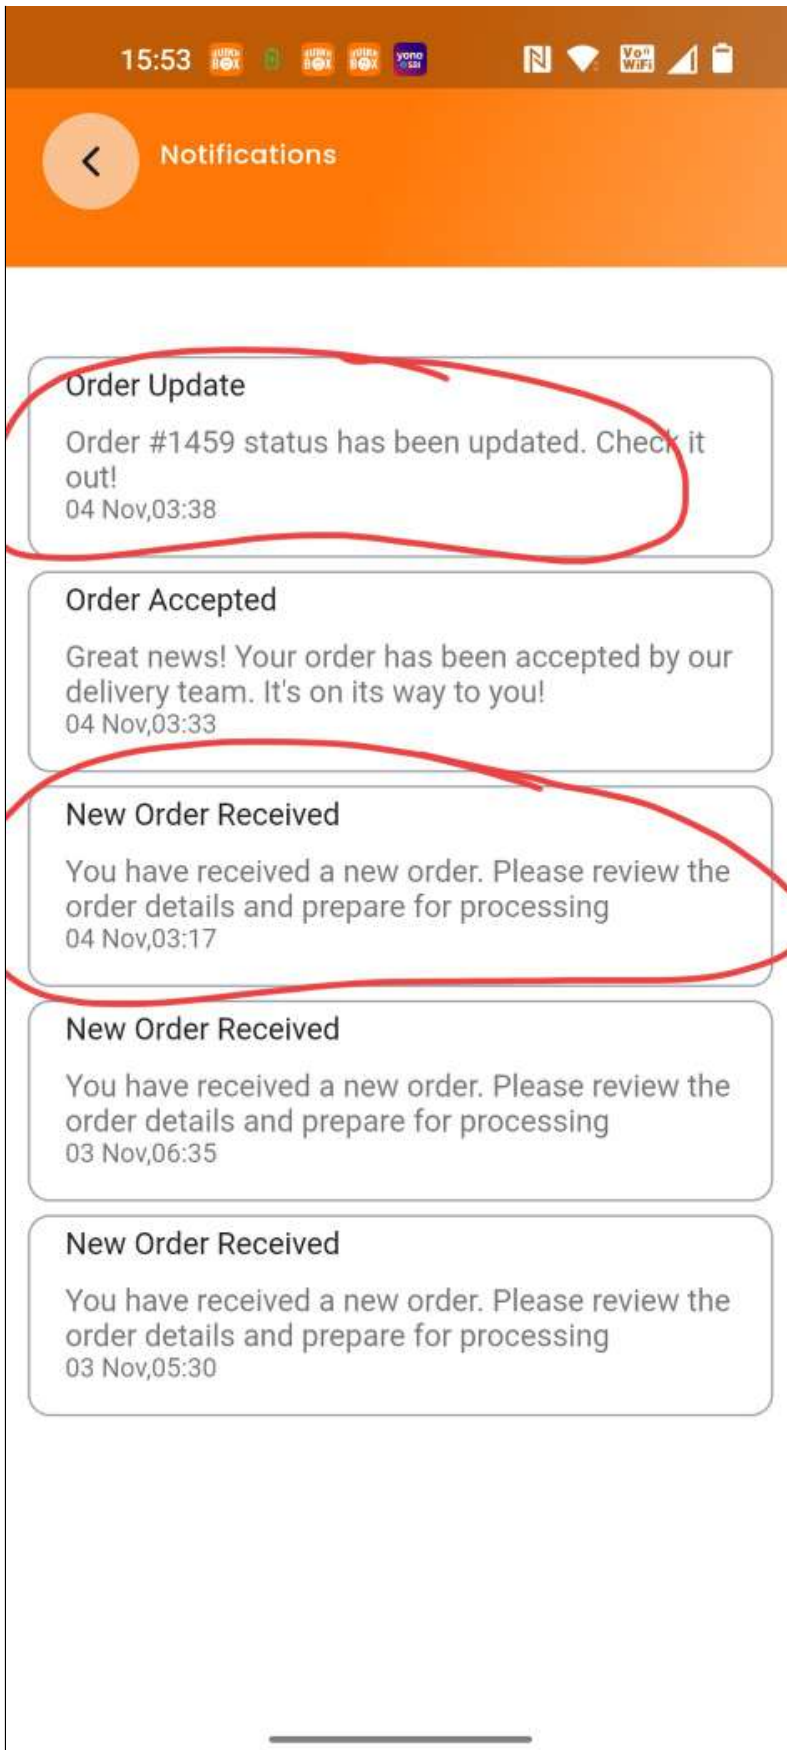 15:53
yono
SBI
Vo))
WiFi
Notifications
Order Update
Order #1459 status has been updated. Check it
out!
04 Nov,03:38
Order Accepted
Great news! Your order has been accepted by our
delivery team. It's on its way to you!
04 Nov,03:33
New Order Received
You have received a new order. Please review the
order details and prepare for processing
04 Nov,03:17
New Order Received
You have received a new order. Please review the
order details and prepare for processing
03 Nov,06:35
New Order Received
You have received a new order. Please review the
order details and prepare for processing
03 Nov,05:30